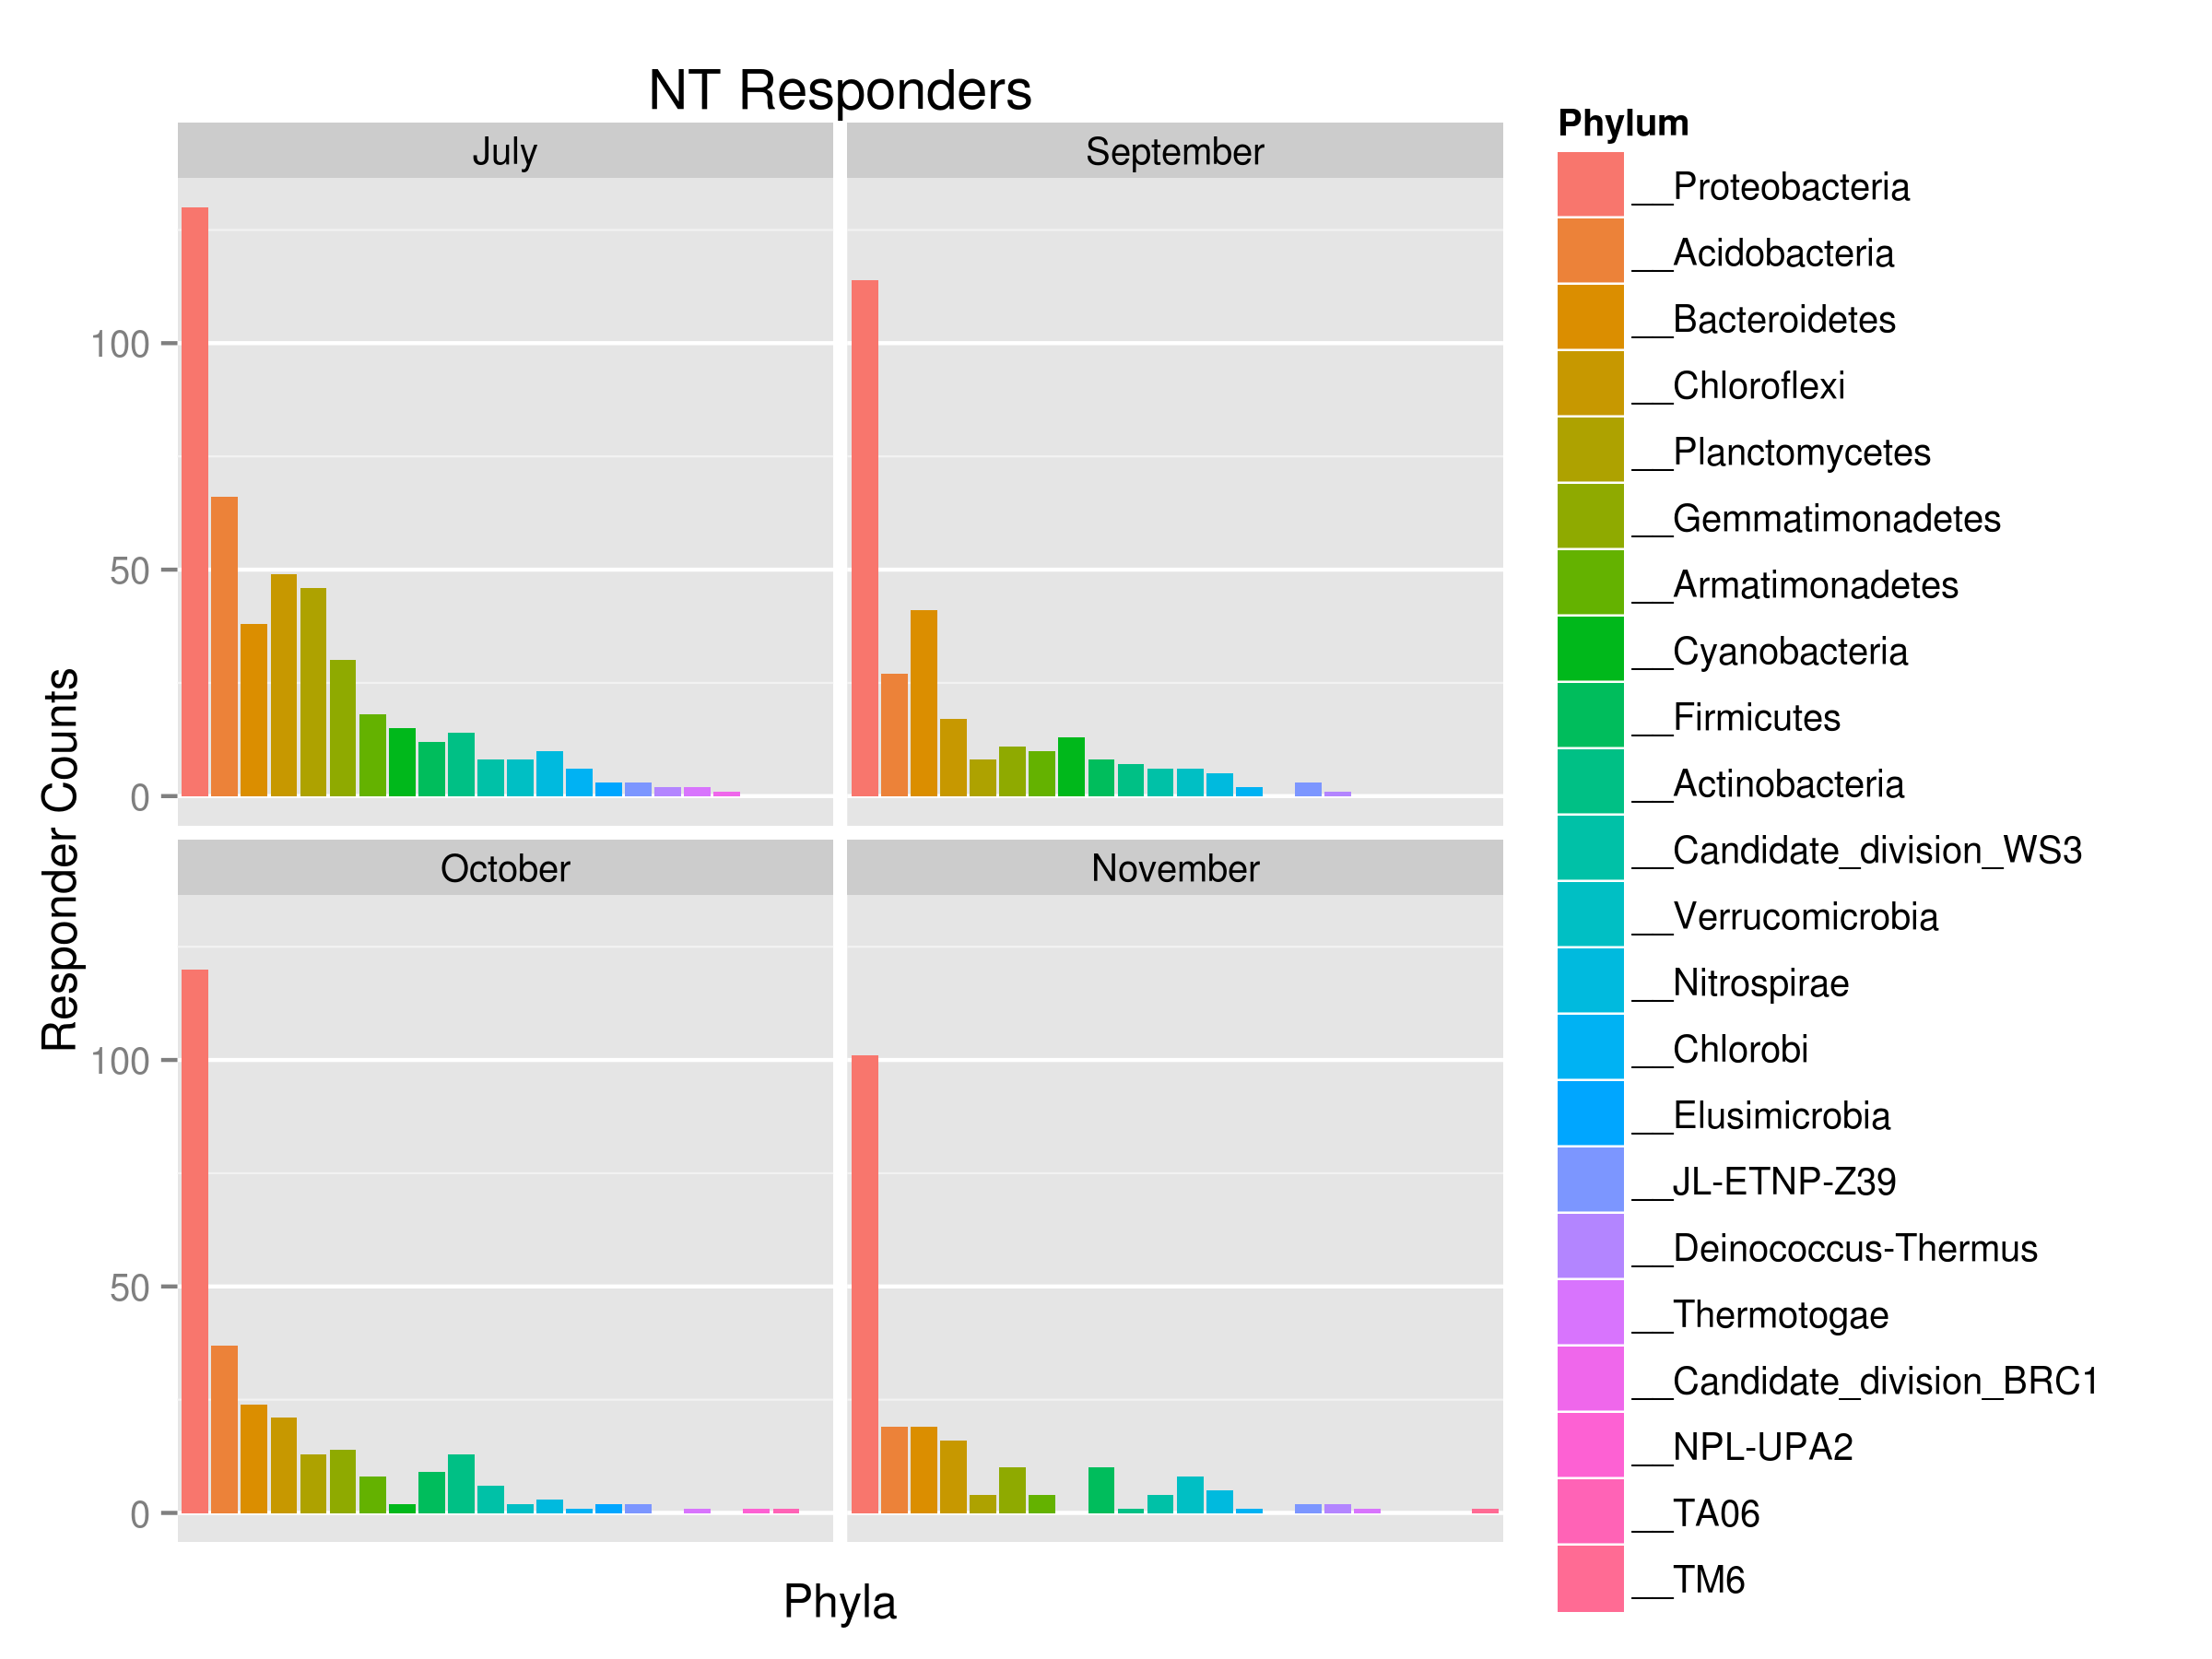 NT Responders
July
September
100
50
0
October
November
100
50
0
Responder Counts
Phyla
Phylum
__Proteobacteria
__Acidobacteria
__Bacteroidetes
__Chloroflexi
__Planctomycetes
__Gemmatimonadetes
__Armatimonadetes
__Cyanobacteria
__Firmicutes
__Actinobacteria
__Candidate_division_WS3
__Verrucomicrobia
__Nitrospirae
__Chlorobi
__Elusimicrobia
__JL-ETNP-Z39
__Deinococcus-Thermus
__Thermotogae
__Candidate_division_BRC1
__NPL-UPA2
__TA06
__TM6